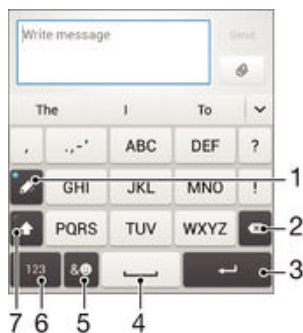 Write message
Send
The I To
, .,-' ABC DEF ?
GHI JKL MNO !
PQRS TUV WXYZ
123 &
1
2
3
7 6 5 4